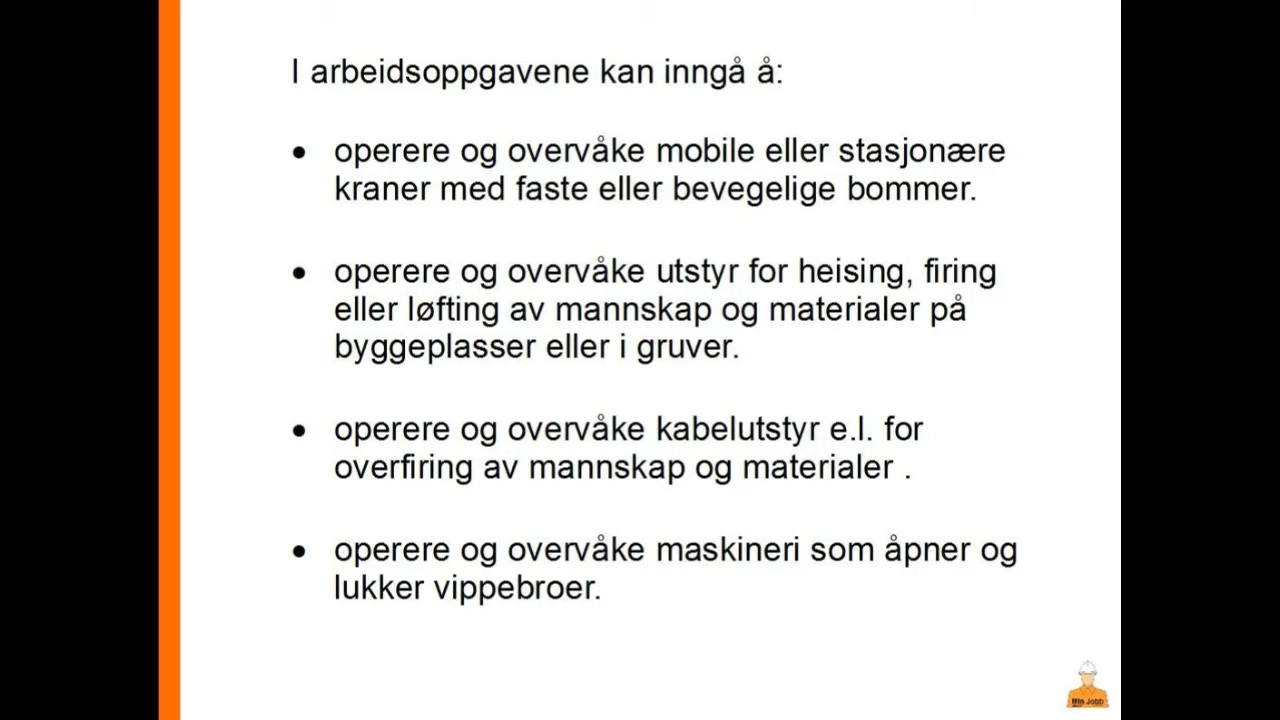 I arbeidsoppgavene kan inngå å:
• operere og overvåke mobile eller stasjonære
kraner med faste eller bevegelige bommer.
• operere og overvåke utstyr for heising, firing
eller løfting av mannskap og materialer på
byggeplasser eller i gruver.
• operere og overvåke kabelutstyr e.l. for
overfiring av mannskap og materialer .
• operere og overvåke maskineri som åpner og
lukker vippebroer.
Min Jobb